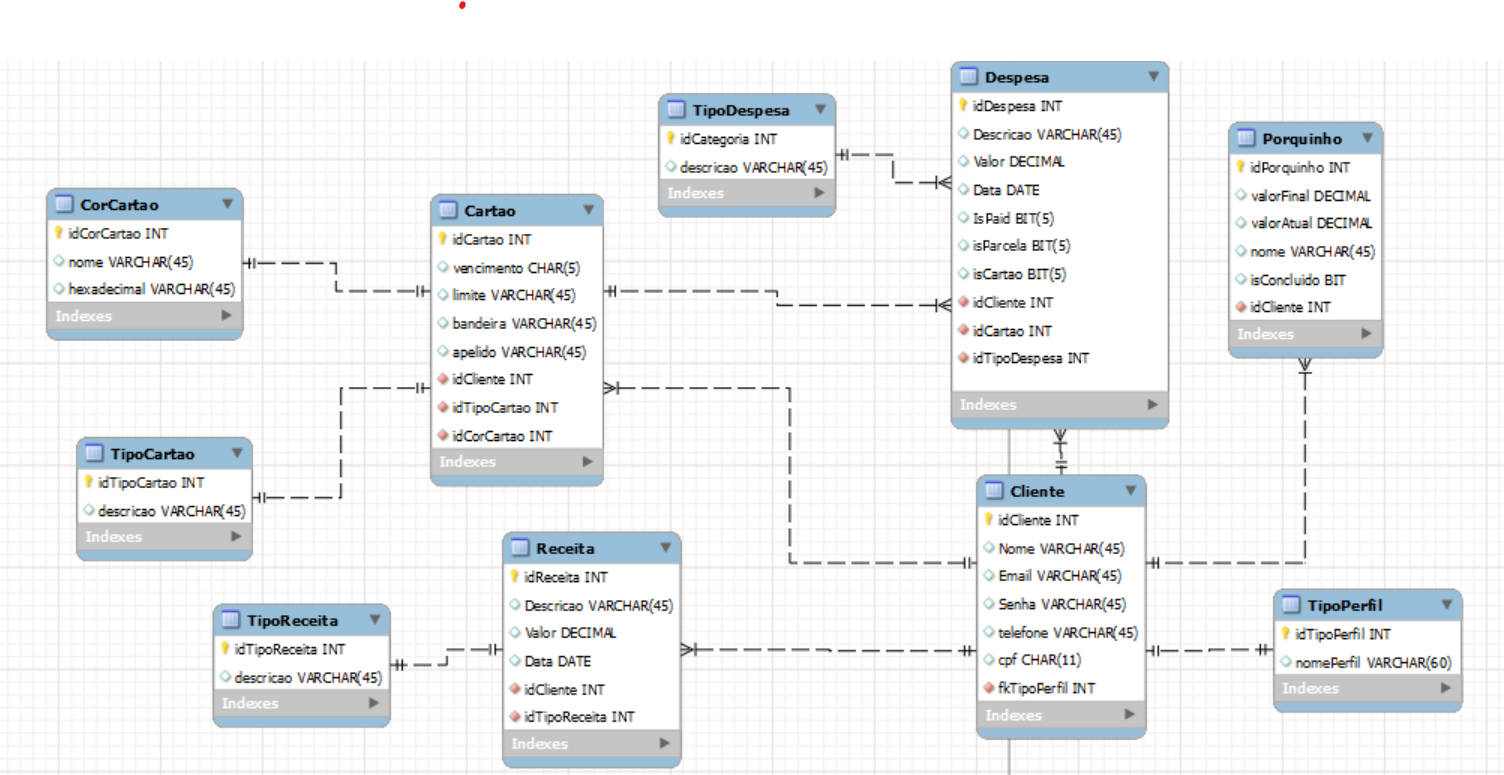 CorCartao
idCorCartao INT
nome VARCHAR(45)
hexadecimal VARCHAR(45)
Indexes
TipoCartao
idTipoCartao INT
descricao VARCHAR(45)
Indexes
TipoReceita
idTipoReceita INT
descricao VARCHAR(45)
Indexes
Cartao
idCartao INT
vencimento CHAR(5)
limite VARCHAR(45)
bandeira VARCHAR(45)
apelido VARCHAR(45)
idCliente INT
idTipoCartao INT
idCorCartao INT
Indexes
Receita
idReceita INT
Descricao VARCHAR(45)
Valor DECIMAL
Data DATE
idCliente INT
idTipoReceita INT
Indexes
TipoDespesa
idCategoria INT
descricao VARCHAR(45)
Indexes
Despesa
idDespesa INT
Descricao VARCHAR(45)
Valor DECIMAL
Data DATE
IsPaid BIT(5)
isParcela BIT(5)
isCartao BIT(5)
idCliente INT
idCartao INT
idTipoDespesa INT
Indexes
Cliente
idCliente INT
Nome VARCHAR(45)
Email VARCHAR(45)
Senha VARCHAR(45)
telefone VARCHAR(45)
cpf CHAR(11)
fkTipoPerfil INT
Indexes
Porquinho
idPorquinho INT
valorFinal DECIMAL
valorAtual DECIMAL
nome VARCHAR(45)
isConcluido BIT
idCliente INT
Indexes
TipoPerfil
idTipoPerfil INT
nomePerfil VARCHAR(60)
Indexes